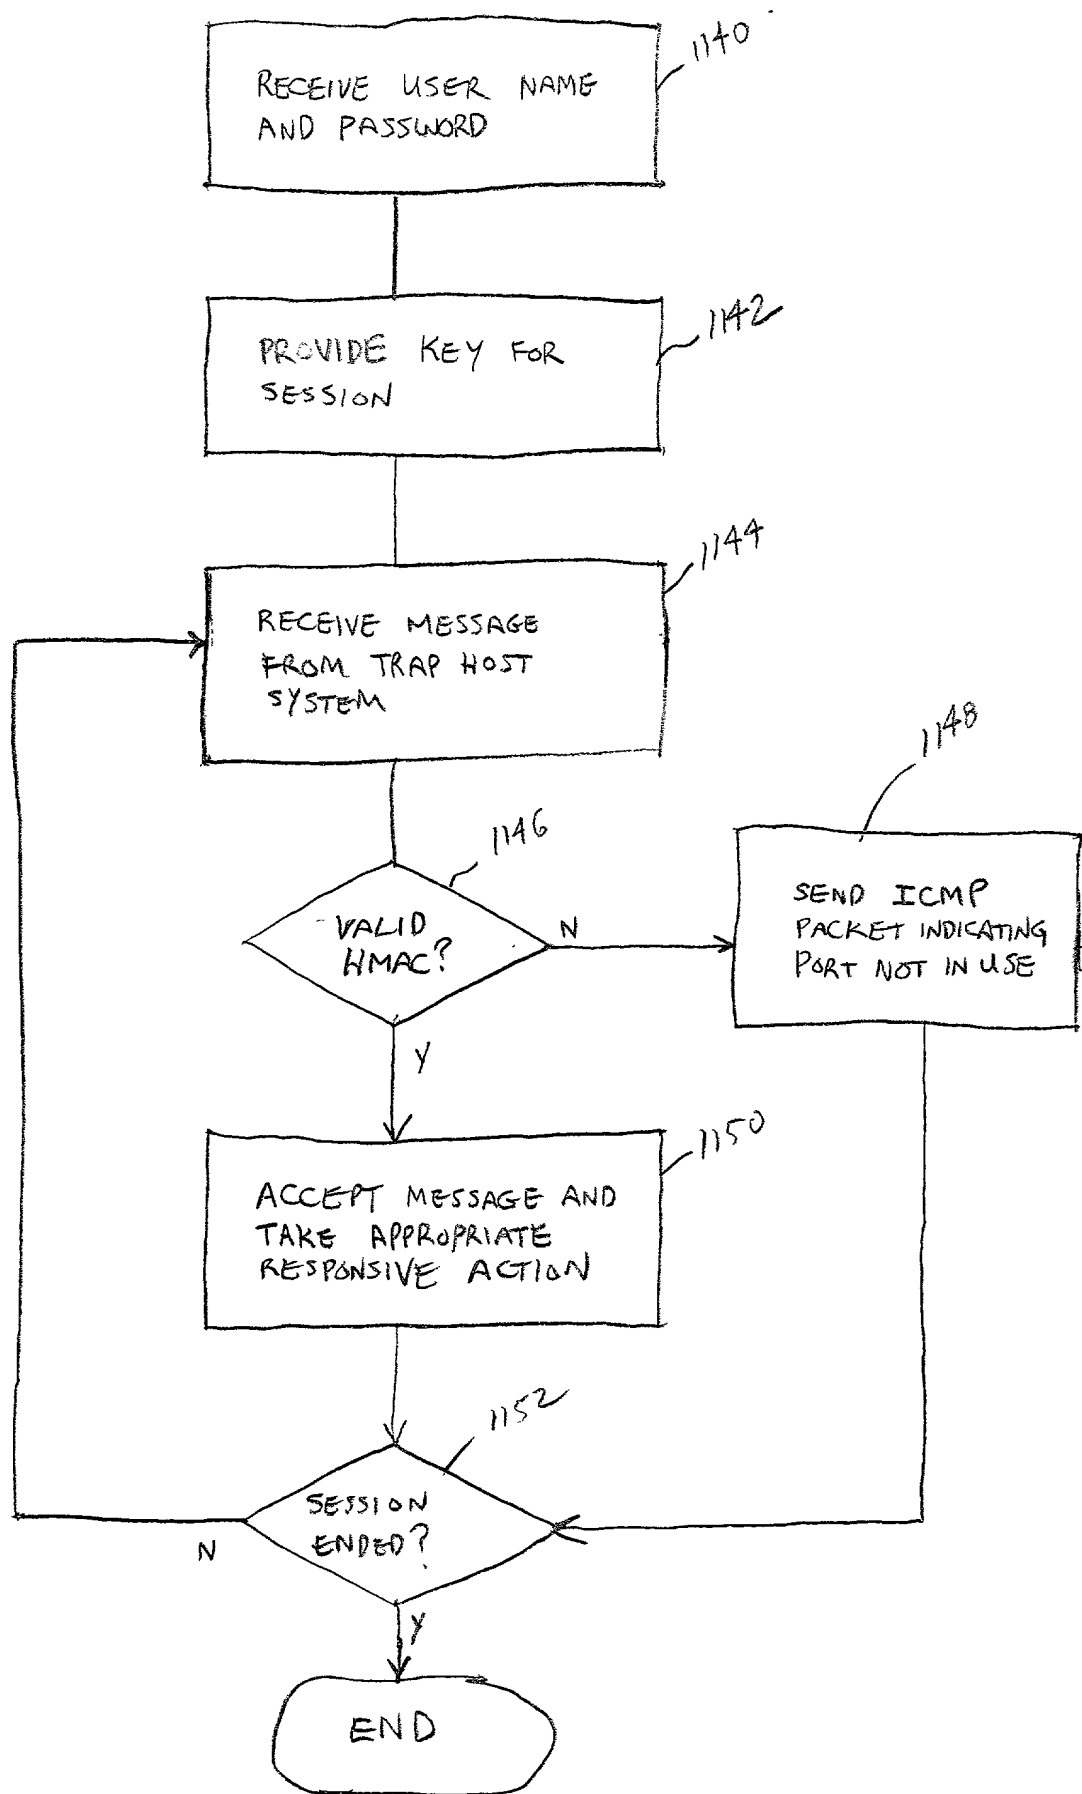 1140
RECEIVE USER NAME
AND PASSWORD
1142
PROVIDE KEY FOR
SESSION
1144
RECEIVE MESSAGE
FROM TRAP HOST
SYSTEM
1146
VALID
HMAC?
N
1148
SEND ICMP
PACKET INDICATING
PORT NOT IN USE
Y
1150
ACCEPT MESSAGE AND
TAKE APPROPRIATE
RESPONSIVE ACTION
1152
SESSION
ENDED?
N
Y
END